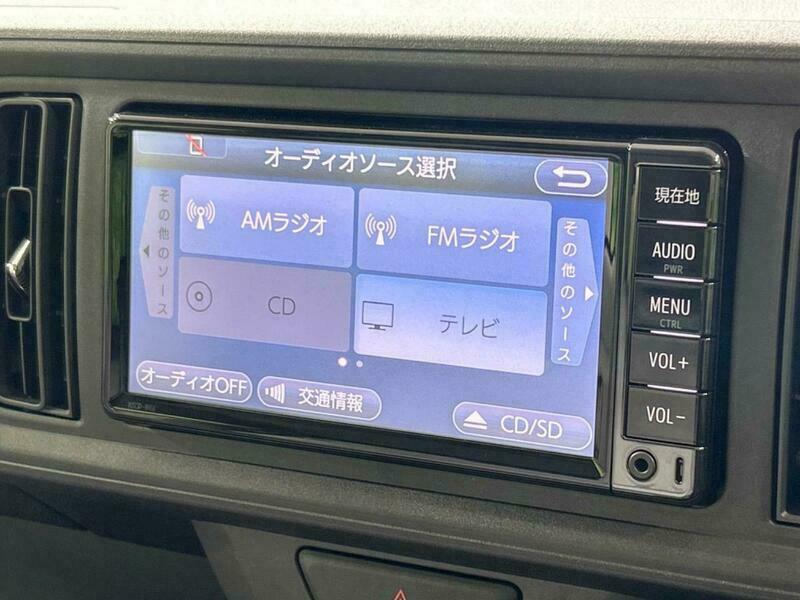 オーディオソース選択
その他のソース
AMラジオ
FMラジオ
その他のソース
CD
テレビ
オーディオOFF
交通情報
CD/SD
現在地
AUDIO
PWR
MENU
CTRL
VOL+
VOL-